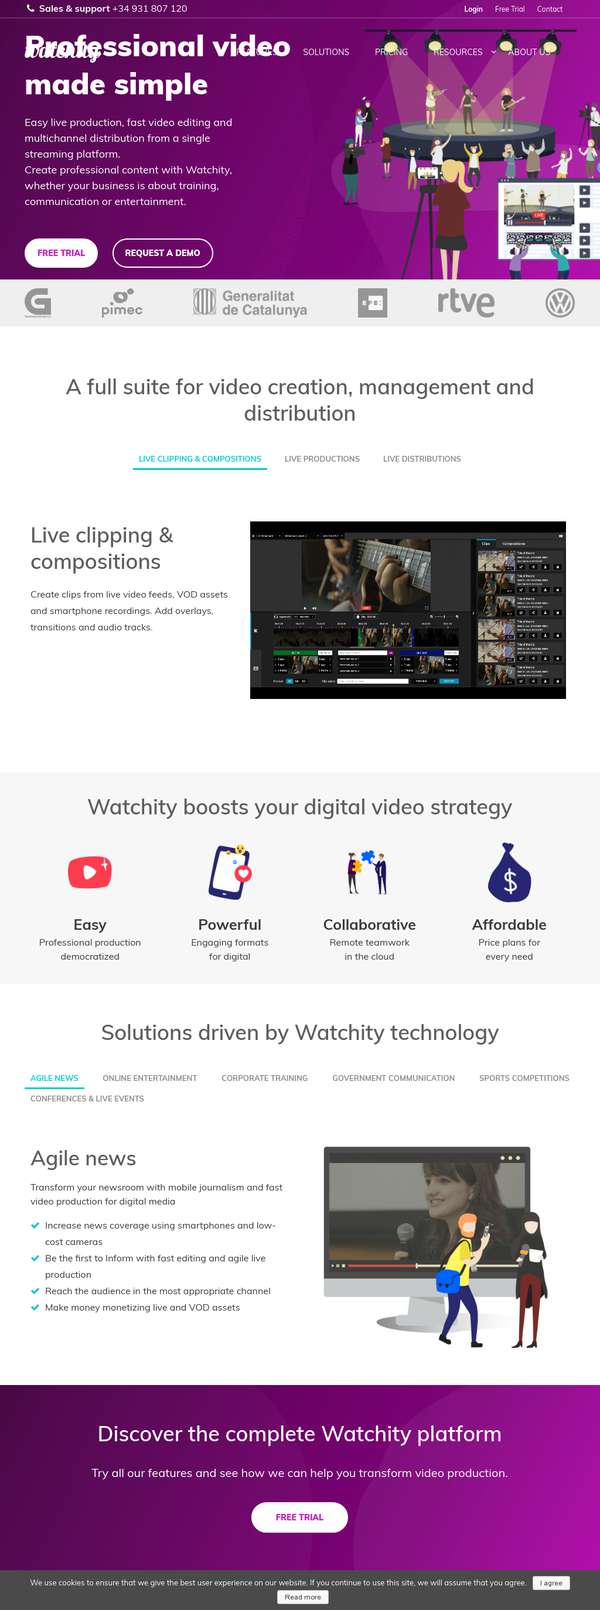 Sales & support +34 931 807 120
Login Free Trial Contact
watchity
SOLUTIONS PRICING RESOURCES ABOUT US
Professional video
made simple
Easy live production, fast video editing and
multichannel distribution from a single
streaming platform.
Create professional content with Watchity,
whether your business is about training,
communication or entertainment.
LIVE
FREE TRIAL REQUEST A DEMO
G pimec Generalitat
de Catalunya rtve
A full suite for video creation, management and
distribution
LIVE CLIPPING & COMPOSITIONS LIVE PRODUCTIONS LIVE DISTRIBUTIONS
Live clipping &
compositions
Create clips from live video feeds, VOD assets
and smartphone recordings. Add overlays,
transitions and audio tracks.
Clips Compositions
Watchity boosts your digital video strategy
Easy
Professional production
democratized
Powerful
Engaging formats
for digital
Collaborative
Remote teamwork
in the cloud
Affordable
Price plans for
every need
Solutions driven by Watchity technology
AGILE NEWS ONLINE ENTERTAINMENT CORPORATE TRAINING GOVERNMENT COMMUNICATION SPORTS COMPETITIONS
CONFERENCES & LIVE EVENTS
Agile news
Transform your newsroom with mobile journalism and fast
video production for digital media
Increase news coverage using smartphones and low-
cost cameras
Be the first to Inform with fast editing and agile live
production
Reach the audience in the most appropriate channel
Make money monetizing live and VOD assets
Discover the complete Watchity platform
Try all our features and see how we can help you transform video production.
FREE TRIAL
We use cookies to ensure that we give the best user experience on our website. If you continue to use this site, we will assume that you agree. I agree
Read more